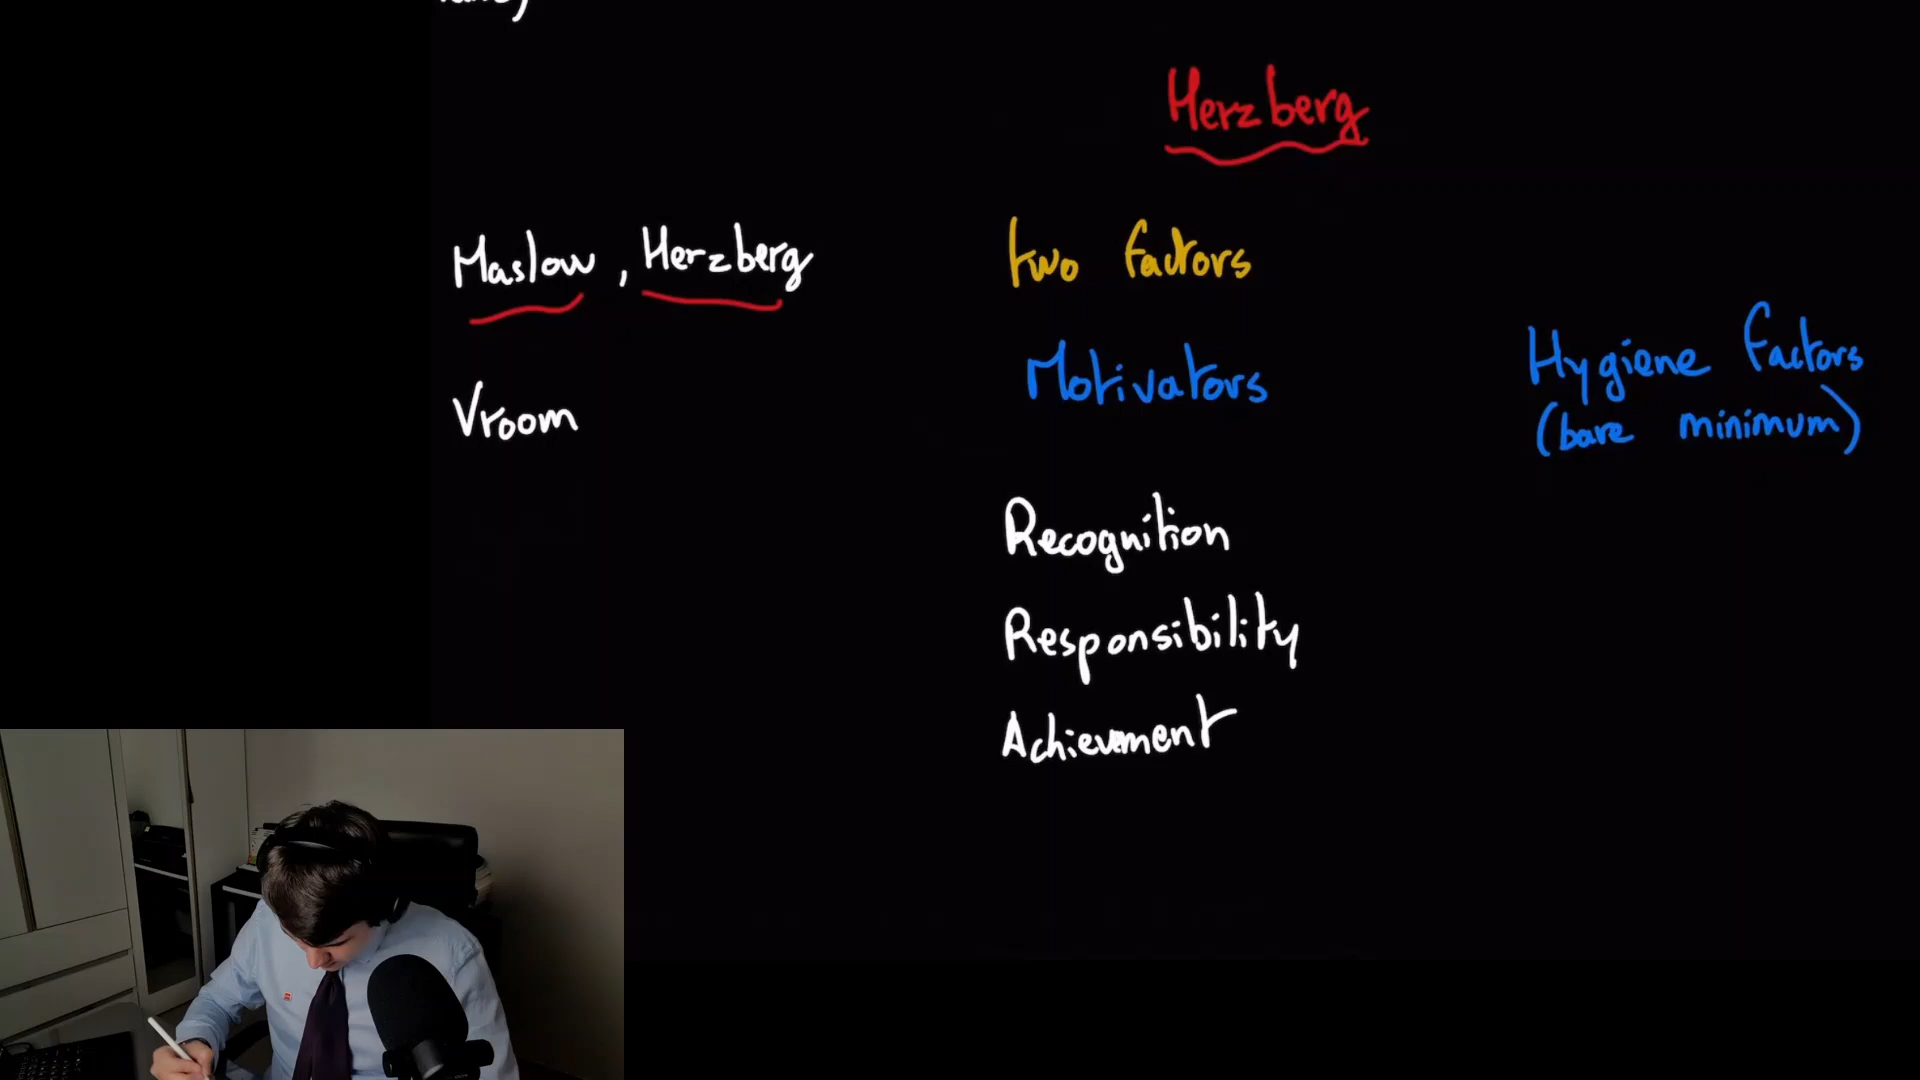 Herzberg
Maslow, Herzberg
two factors
Motivators
Hygiene factors
(bare minimum)
Vroom
Recognition
Responsibility
Achievement